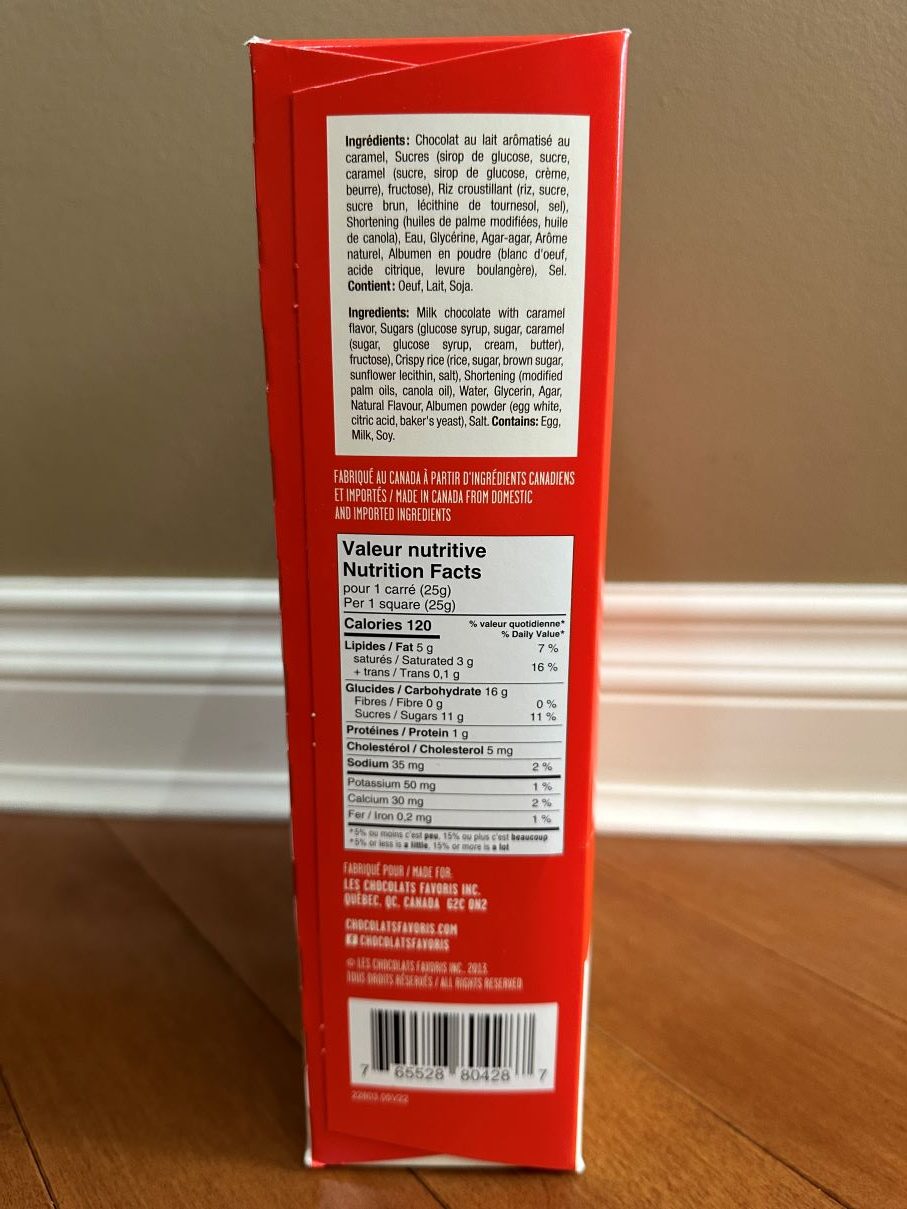 Ingrédients: Chocolat au lait arômatisé au
caramel, Sucres (sirop de glucose, sucre,
caramel (sucre, sirop de glucose, crème,
beurre), fructose), Riz croustillant (riz, sucre,
sucre brun, lécithine de tournesol, sel),
Shortening (huiles de palme modifiées, huile
de canola), Eau, Glycérine, Agar-agar, Arôme
naturel, Albumen en poudre (blanc d'oeuf,
acide citrique, levure boulangère), Sel.
Contient: Oeuf, Lait, Soja.
Ingredients: Milk chocolate with caramel
flavor, Sugars (glucose syrup, sugar, caramel
(sugar, glucose syrup, cream, butter),
fructose), Crispy rice (rice, sugar, brown sugar,
sunflower lecithin, salt), Shortening (modified
palm oils, canola oil), Water, Glycerin, Agar,
Natural Flavour, Albumen powder (egg white,
citric acid, baker's yeast), Salt. Contains: Egg,
Milk, Soy.
FABRIQUÉ AU CANADA À PARTIR D'INGRÉDIENTS CANADIENS
ET IMPORTÉS / MADE IN CANADA FROM DOMESTIC
AND IMPORTED INGREDIENTS
Valeur nutritive
Nutrition Facts
pour 1 carré (25g)
Per 1 square (25g)
Calories 120 % valeur quotidienne*
% Daily Value*
Lipides / Fat 5 g 7 %
saturés / Saturated 3 g
+ trans / Trans 0,1 g 16 %
Glucides / Carbohydrate 16 g
Fibres / Fibre 0 g 0 %
Sucres / Sugars 11 g 11 %
Protéines / Protein 1 g
Cholestérol / Cholesterol 5 mg
Sodium 35 mg 2 %
Potassium 50 mg 1 %
Calcium 30 mg 2 %
Fer / Iron 0,2 mg 1 %
*5% ou moins c'est peu, 15% ou plus c'est beaucoup
*5% or less is a little, 15% or more is a lot
FABRIQUÉ POUR / MADE FOR:
LES CHOCOLATS FAVORIS INC.
QUÉBEC, QC, CANADA G2C 0N2
CHOCOLATSFAVORIS.COM
CHOCOLATSFAVORIS
© LES CHOCOLATS FAVORIS INC. 2013
TOUS DROITS RÉSERVÉS / ALL RIGHTS RESERVED
7 65528 80428 7